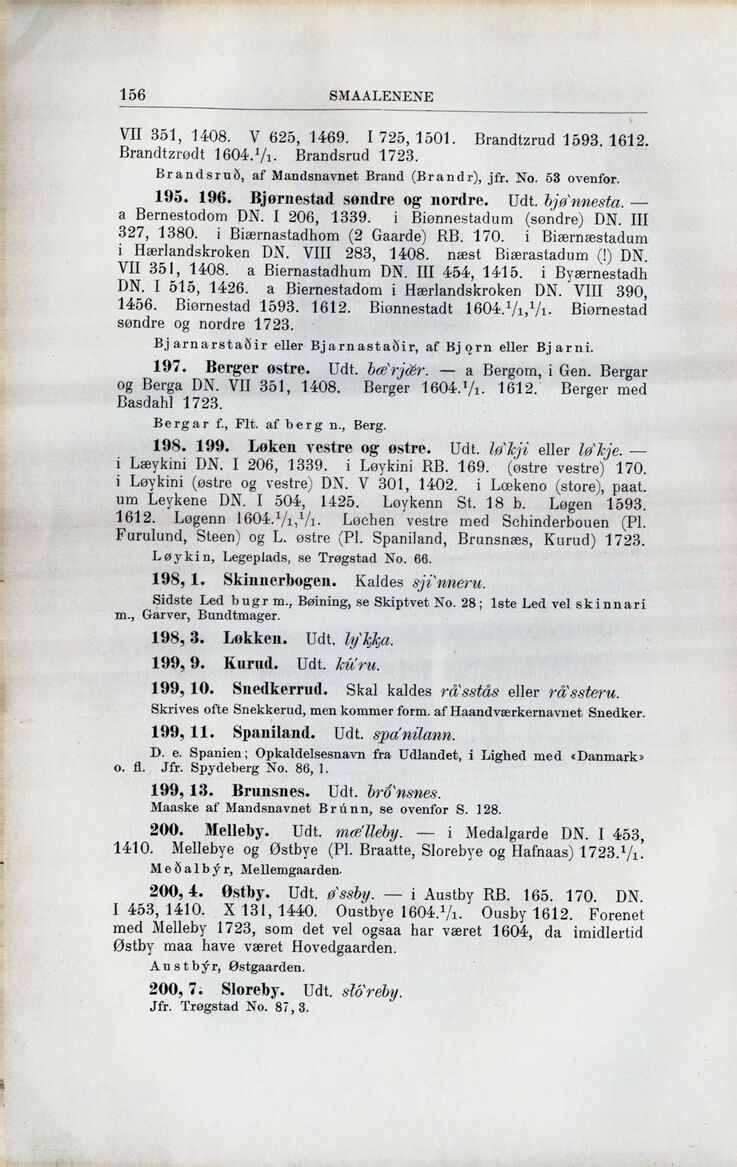 156 SMAALENENE
VII 351, 1408. V 625, 1469. I 725, 1501. Brandtzrud 1593. 1612.
Brandtzrødt 1604.¹/₁. Brandsrud 1723.
Brandsruð, af Mandsnavnet Brand (Brandr), jfr. No. 53 ovenfor.
195. 196. Bjørnestad søndre og nordre. Udt. bjø`nnesta. —
a Bernestodom DN. I 206, 1339. i Biønnestadum (søndre) DN. III
327, 1380. i Biærnastadhom (2 Gaarde) RB. 170. i Biærnæstadum
i Hærlandskroken DN. VIII 283, 1408. næst Biærastadum (!) DN.
VII 351, 1408. a Biernastadhum DN. III 454, 1415. i Byærnestadh
DN. I 515, 1426. a Biernestadom i Hærlandskroken DN. VIII 390,
1456. Biørnestad 1593. 1612. Biønnestadt 1604.¹/₁,¹/₁. Biørnestad
søndre og nordre 1723.
Bjarnarstaðir eller Bjarnastaðir, af Bjǫrn eller Bjarni.
197. Berger østre. Udt. bæ`rjær. — a Bergom, i Gen. Bergar
og Berga DN. VII 351, 1408. Berger 1604.¹/₁. 1612. Berger med
Basdahl 1723.
Bergar f., Flt. af berg n., Berg.
198. 199. Løken vestre og østre. Udt. lø`kji eller lø`kje. —
i Læykini DN. I 206, 1339. i Løykini RB. 169. (østre vestre) 170.
i Løykini (østre og vestre) DN. V 301, 1402. i Lœkeno (store), paat.
um Leykene DN. I 504, 1425. Løykenn St. 18 b. Løgen 1593.
1612. Løgenn 1604.¹/₁,¹/₁. Løchen vestre med Schinderbouen (Pl.
Furulund, Steen) og L. østre (Pl. Spaniland, Brunsnæs, Kurud) 1723.
Løykin, Legeplads, se Trøgstad No. 66.
198, 1. Skinnerbogen. Kaldes sji`nneru.
Sidste Led bugr m., Bøining, se Skiptvet No. 28; 1ste Led vel skinnari
m., Garver, Bundtmager.
198, 3. Løkken. Udt. ly`kka.
199, 9. Kurud. Udt. kú`ru.
199, 10. Snedkerrud. Skal kaldes rå`sstås eller rå`ssteru.
Skrives ofte Snekkerud, men kommer form. af Haandværkernavnet Snedker.
199, 11. Spaniland. Udt. spa`nilann.
D. e. Spanien; Opkaldelsesnavn fra Udlandet, i Lighed med «Danmark»
o. fl. Jfr. Spydeberg No. 86, 1.
199, 13. Brunsnes. Udt. bró`nsnes.
Maaske af Mandsnavnet Brúnn, se ovenfor S. 128.
200. Melleby. Udt. mæ`lleby. — i Medalgarde DN. I 453,
1410. Mellebye og Østbye (Pl. Braatte, Slorebye og Hafnaas) 1723.¹/₁.
Meðalbýr, Mellemgaarden.
200, 4. Østby. Udt. ø`ssby. — i Austby RB. 165. 170. DN.
I 453, 1410. X 131, 1440. Oustbye 1604.¹/₁. Ousby 1612. Forenet
med Melleby 1723, som det vel ogsaa har været 1604, da imidlertid
Østby maa have været Hovedgaarden.
Austbýr, Østgaarden.
200, 7. Sloreby. Udt. słô`reby.
Jfr. Trøgstad No. 87, 3.